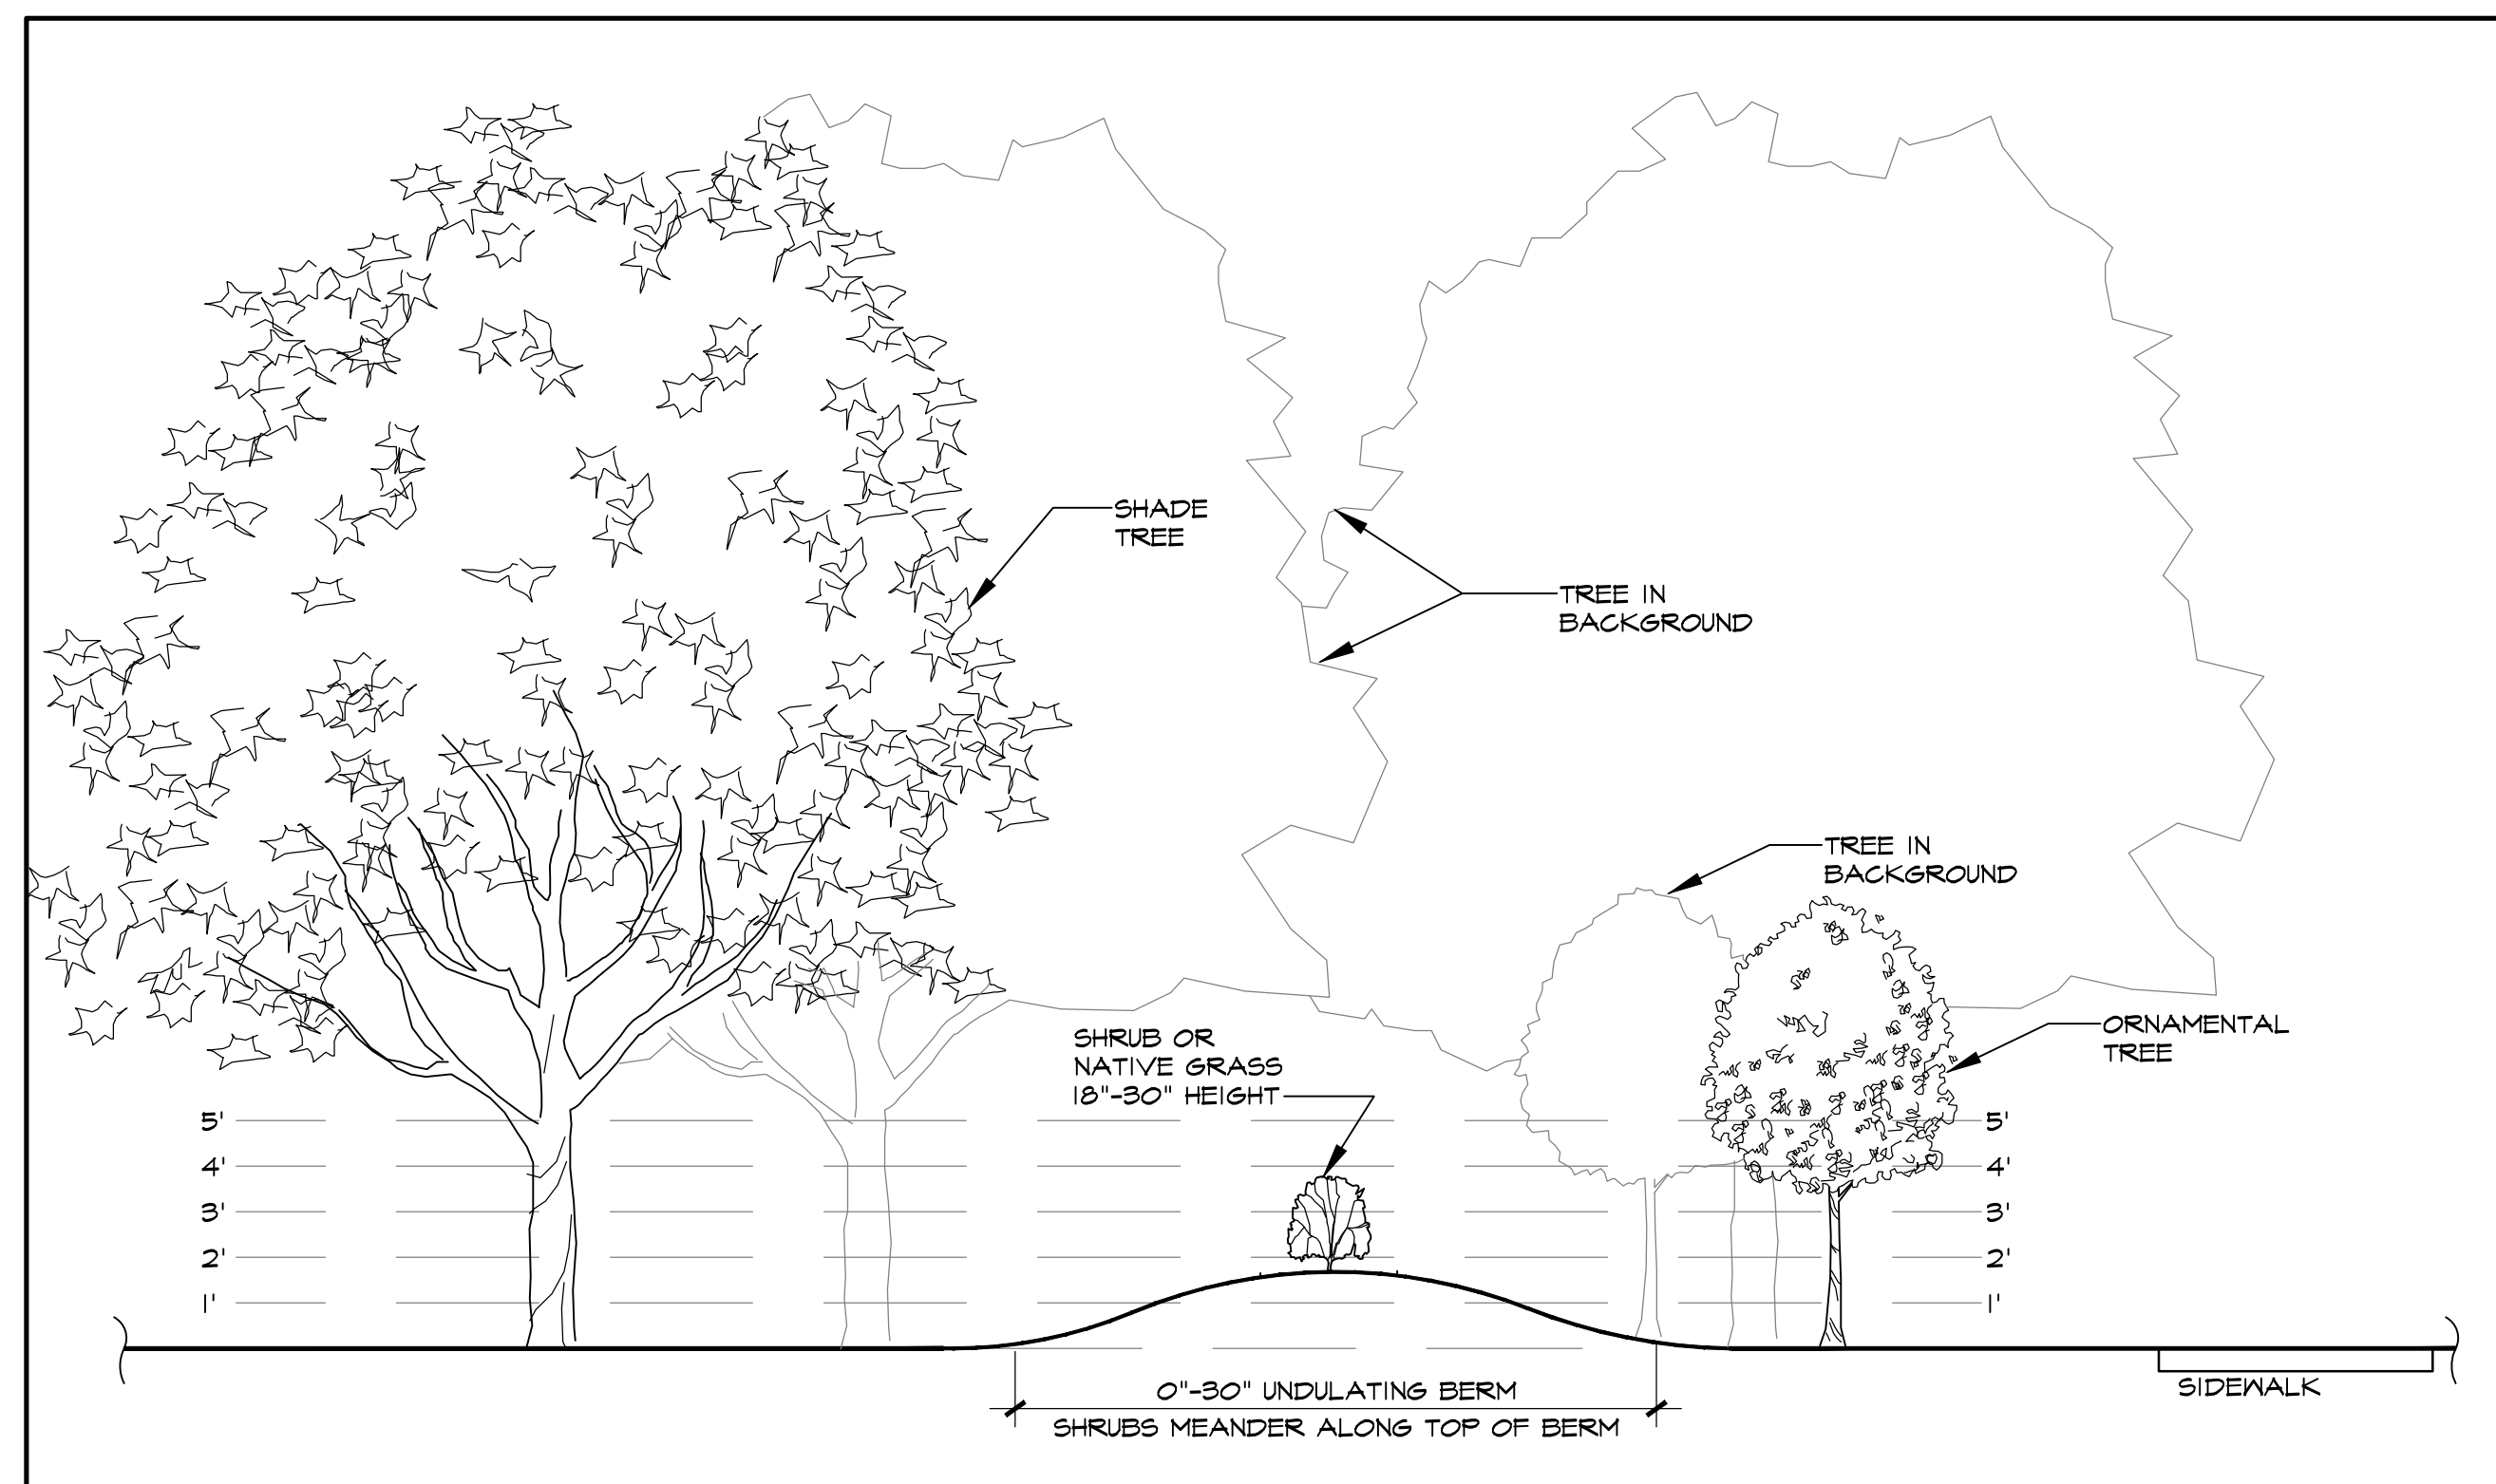 SHADE
TREE
TREE IN
BACKGROUND
TREE IN
BACKGROUND
ORNAMENTAL
TREE
SHRUB OR
NATIVE GRASS
18"-30" HEIGHT
5'
4'
3'
2'
1'
5'
4'
3'
2'
1'
0"-30" UNDULATING BERM
SHRUBS MEANDER ALONG TOP OF BERM
SIDEWALK